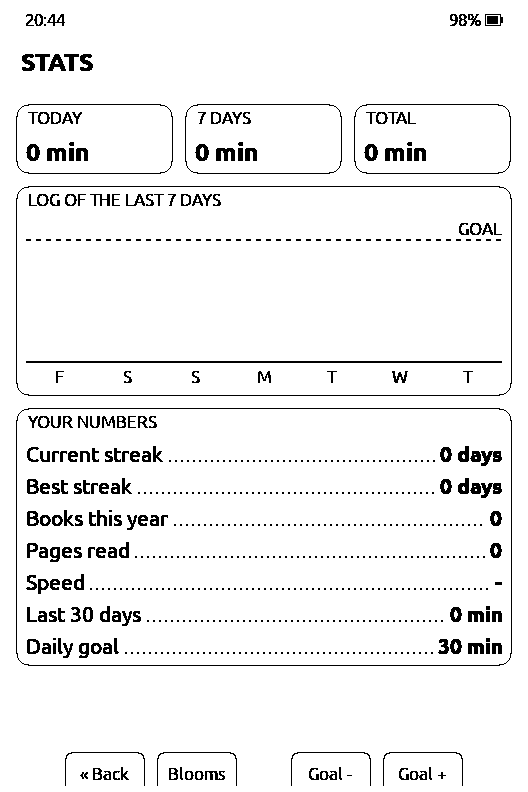 20:44 98%
STATS
TODAY 7 DAYS TOTAL
0 min 0 min 0 min
LOG OF THE LAST 7 DAYS
GOAL
F S S M T W T
YOUR NUMBERS
Current streak 0 days
Best streak 0 days
Books this year 0
Pages read 0
Speed -
Last 30 days 0 min
Daily goal 30 min
« Back Blooms Goal - Goal +